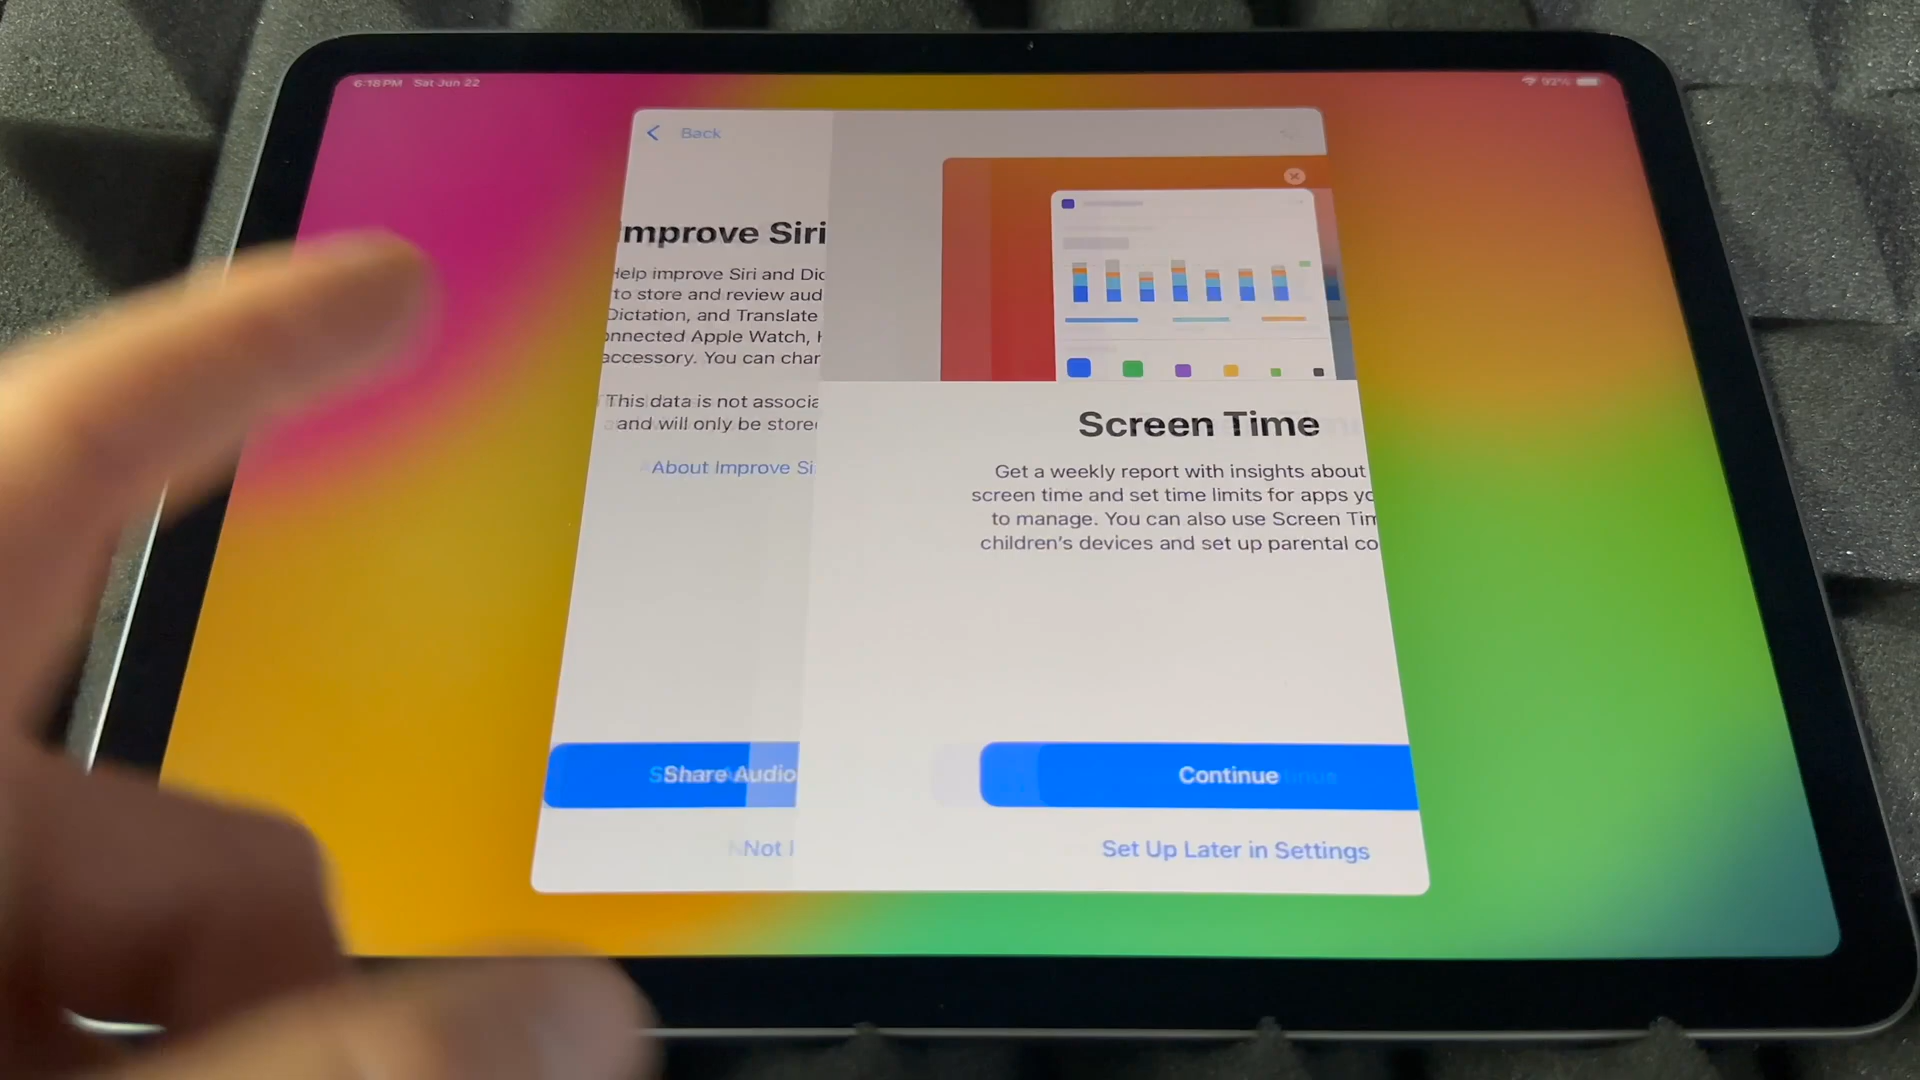 6:18 PM Sat Jun 22
92%
Back
Improve Siri
Help improve Siri and Dic
to store and review aud
Dictation, and Translate
onnected Apple Watch, H
accessory. You can char
This data is not associa
and will only be store
About Improve Si
Share Audio
Not
Screen Time
Get a weekly report with insights about
screen time and set time limits for apps yo
to manage. You can also use Screen Tim
children's devices and set up parental co
Continue
Set Up Later in Settings